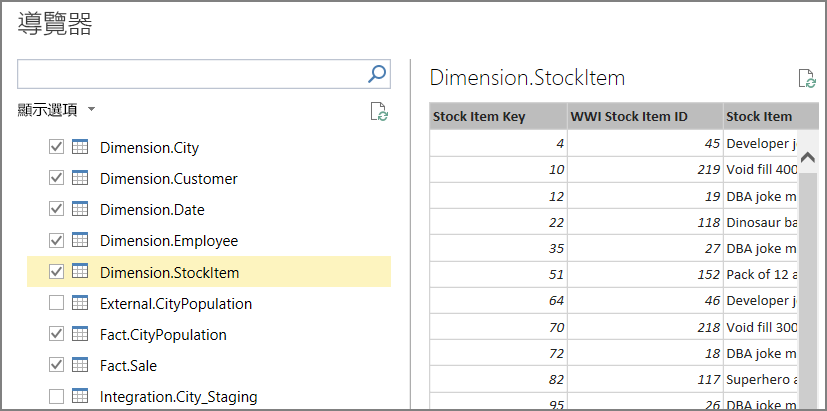 導覽器
顯示選項
Dimension.City
Dimension.Customer
Dimension.Date
Dimension.Employee
Dimension.StockItem
External.CityPopulation
Fact.CityPopulation
Fact.Sale
Integration.City_Staging
Dimension.StockItem
Stock Item Key WWI Stock Item ID Stock Item
4 45 Developer j
10 219 Void fill 400
12 19 DBA joke m
22 118 Dinosaur ba
35 27 DBA joke m
51 152 Pack of 12 a
64 46 Developer j
70 218 Void fill 300
72 18 DBA joke m
82 117 Superhero a
95 26 DBA joke m